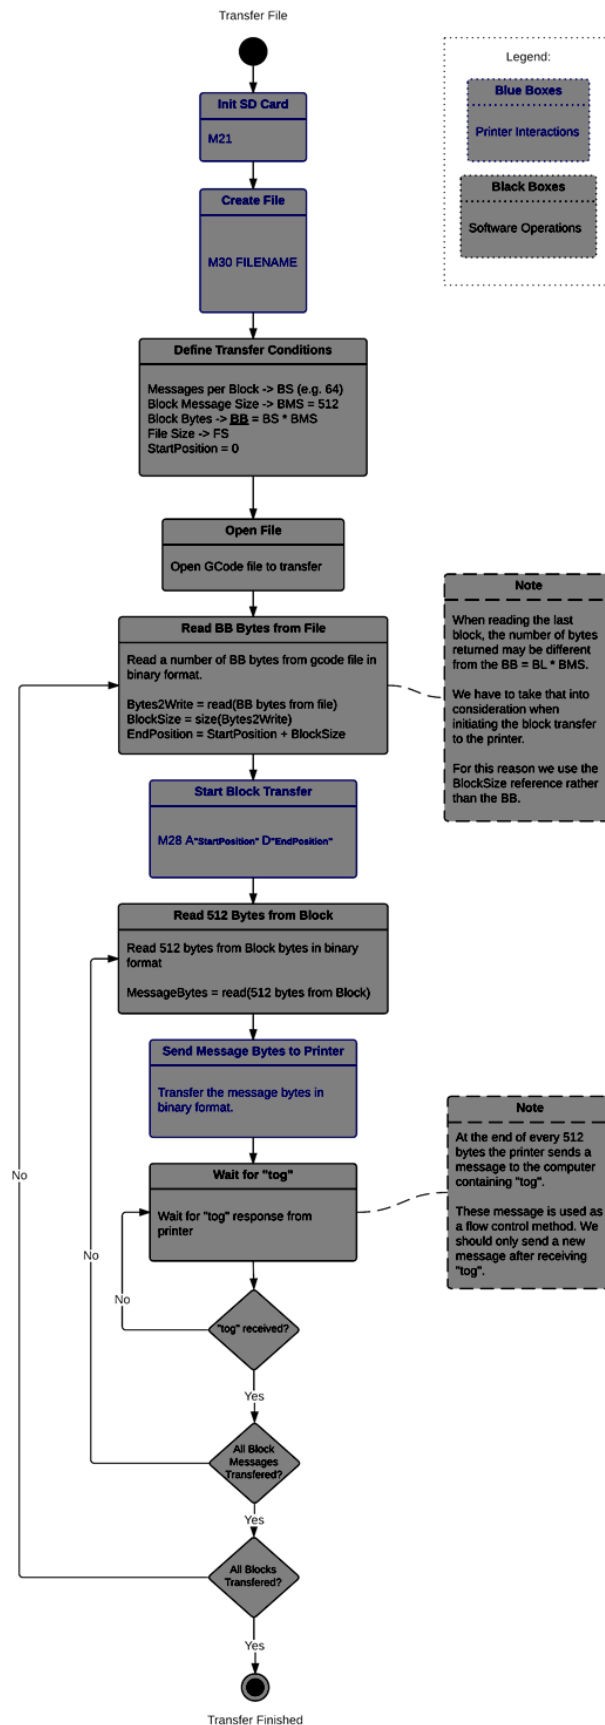 Transfer File
Legend:
Blue Boxes
Printer Interactions
Black Boxes
Software Operations
Init SD Card
M21
Create File
M30 FILENAME
Define Transfer Conditions
Messages per Block -> BS (e.g. 64)
Block Message Size -> BMS = 512
Block Bytes -> BB = BS * BMS
File Size -> FS
StartPosition = 0
Open File
Open GCode file to transfer
Read BB Bytes from File
Read a number of BB bytes from gcode file in
binary format.
Bytes2Write = read(BB bytes from file)
BlockSize = size(Bytes2Write)
EndPosition = StartPosition + BlockSize
Note
When reading the last
block, the number of bytes
returned may be different
from the BB = BL * BMS.
We have to take that into
consideration when
initiating the block transfer
to the printer.
For this reason we use the
BlockSize reference rather
than the BB.
Start Block Transfer
M28 A"StartPosition" D"EndPosition"
Read 512 Bytes from Block
Read 512 bytes from Block bytes in binary
format
MessageBytes = read(512 bytes from Block)
Send Message Bytes to Printer
Transfer the message bytes in
binary format.
Wait for "tog"
Wait for "tog" response from
printer
Note
At the end of every 512
bytes the printer sends a
message to the computer
containing "tog".
These message is used as
a flow control method. We
should only send a new
message after receiving
"tog".
No
No
No
"tog" received?
Yes
All Block
Messages
Transfered?
Yes
All Blocks
Transfered?
Yes
Transfer Finished